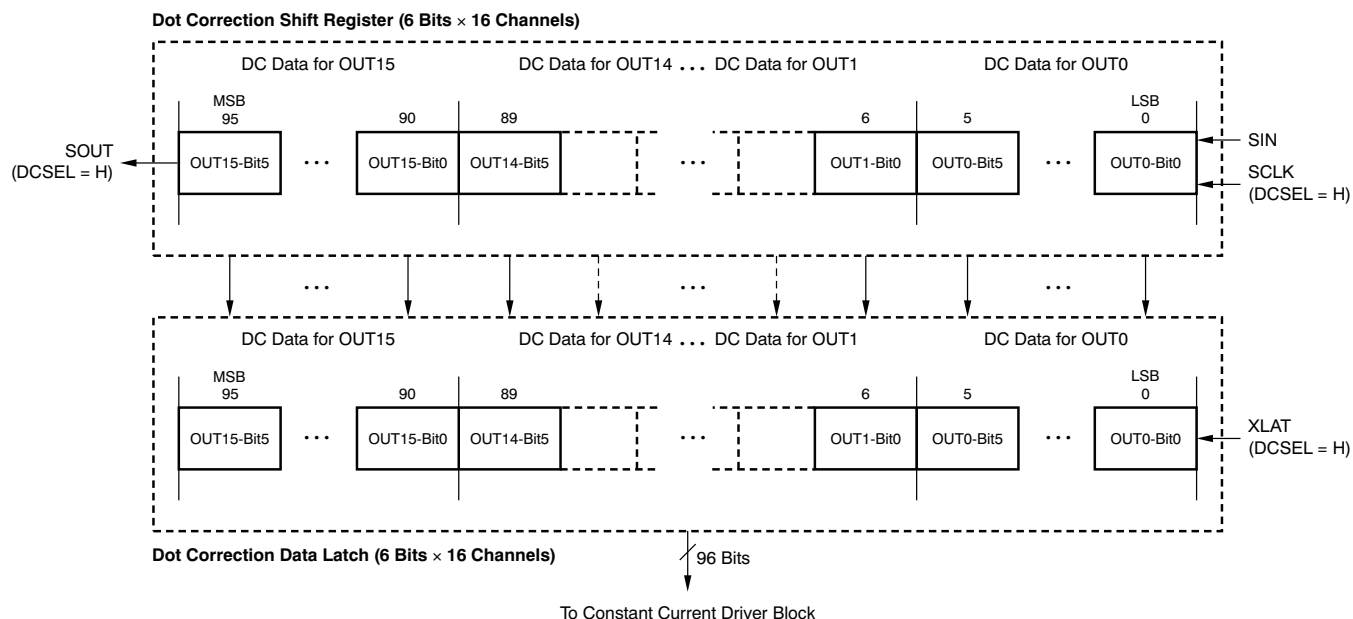 Dot Correction Shift Register (6 Bits × 16 Channels)
DC Data for OUT15
DC Data for OUT14 ... DC Data for OUT1
DC Data for OUT0
MSB
LSB
95
90
89
6
5
0
SOUT
(DCSEL = H)
OUT15-Bit5
...
OUT15-Bit0
OUT14-Bit5
...
OUT1-Bit0
OUT0-Bit5
...
OUT0-Bit0
SIN
SCLK
(DCSEL = H)
...
...
...
DC Data for OUT15
DC Data for OUT14 ... DC Data for OUT1
DC Data for OUT0
MSB
LSB
95
90
89
6
5
0
OUT15-Bit5
...
OUT15-Bit0
OUT14-Bit5
...
OUT1-Bit0
OUT0-Bit5
...
OUT0-Bit0
XLAT
(DCSEL = H)
Dot Correction Data Latch (6 Bits × 16 Channels)
96 Bits
To Constant Current Driver Block